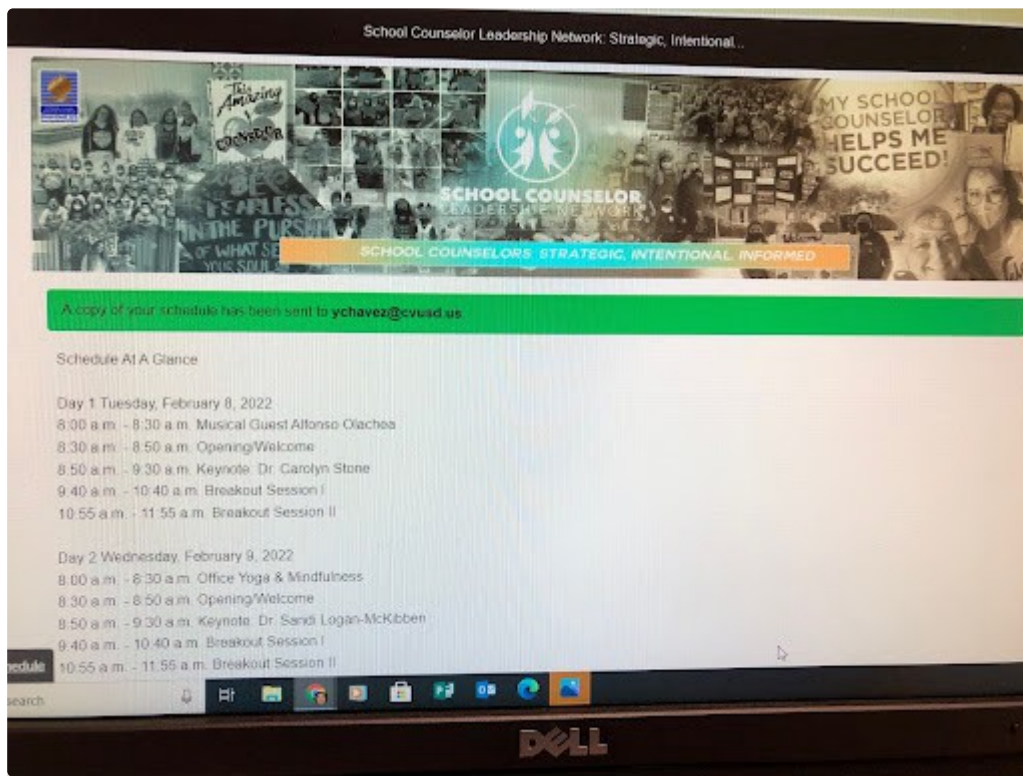 School Counselor Leadership Network: Strategic, Intentional...
This
Amazing
COUNSELOR
MY SCHOOL
COUNSELOR
HELPS ME
SUCCEED!
BE
FEARLESS
IN THE PURSUIT
OF WHAT SE
YOUR SOUL
SCHOOL COUNSELOR
LEADERSHIP NETWORK
SCHOOL COUNSELORS: STRATEGIC, INTENTIONAL, INFORMED
A copy of your schedule has been sent to ychavez@cvusd.us
Schedule At A Glance
Day 1 Tuesday, February 8, 2022
8:00 a.m. - 8:30 a.m. Musical Guest Alfonso Olachea
8:30 a.m. - 8:50 a.m. Opening/Welcome
8:50 a.m. - 9:30 a.m. Keynote: Dr. Carolyn Stone
9:40 a.m. - 10:40 a.m. Breakout Session I
10:55 a.m. - 11:55 a.m. Breakout Session II
Day 2 Wednesday, February 9, 2022
8:00 a.m. - 8:30 a.m. Office Yoga & Mindfulness
8:30 a.m. - 8:50 a.m. Opening/Welcome
8:50 a.m. - 9:30 a.m. Keynote: Dr. Sandi Logan-McKibben
9:40 a.m. - 10:40 a.m. Breakout Session I
10:55 a.m. - 11:55 a.m. Breakout Session II
hedule
search
DELL